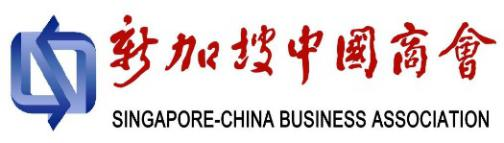 新加坡中國商會
SINGAPORE-CHINA BUSINESS ASSOCIATION